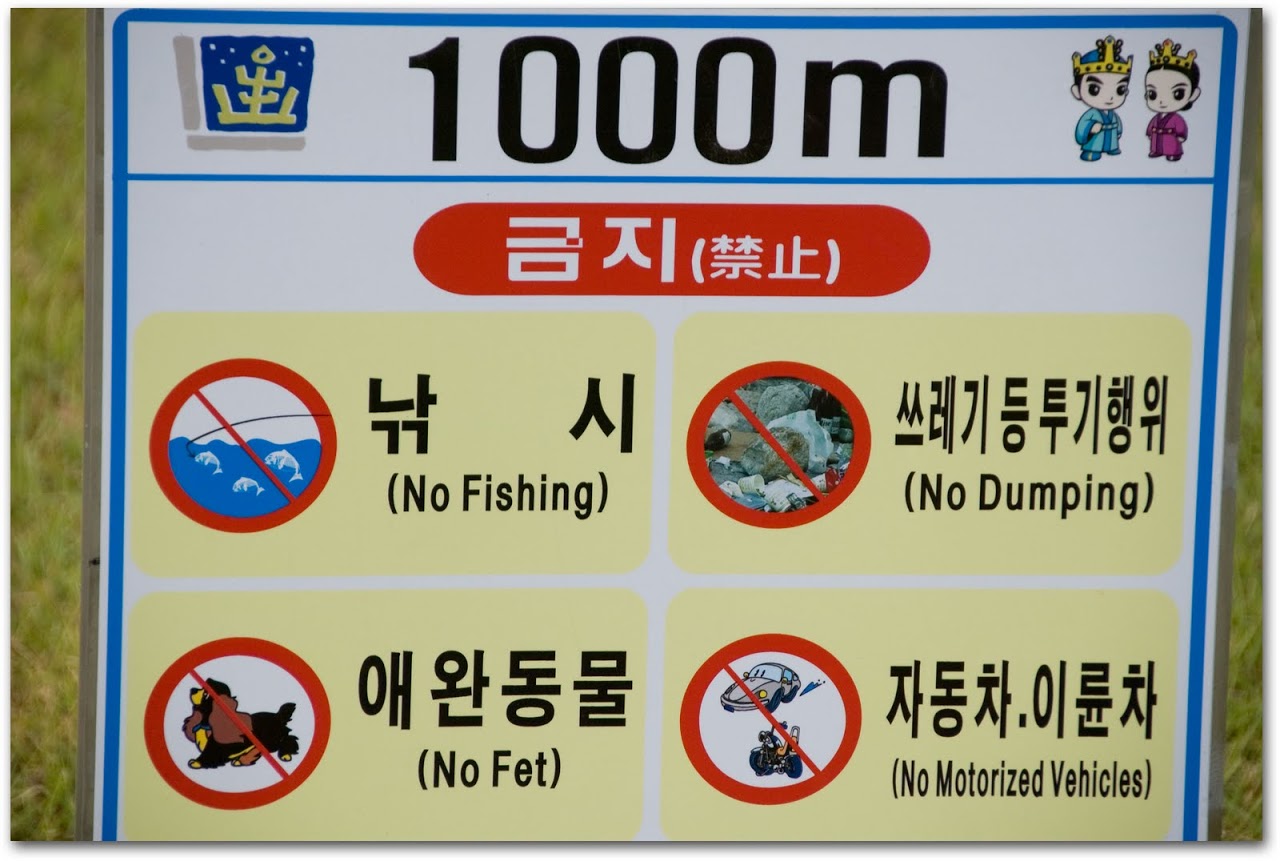 1000m
금지(禁止)
낚 시
(No Fishing)
쓰레기 등 투기행위
(No Dumping)
애완동물
(No Fet)
자동차.이륜차
(No Motorized Vehicles)